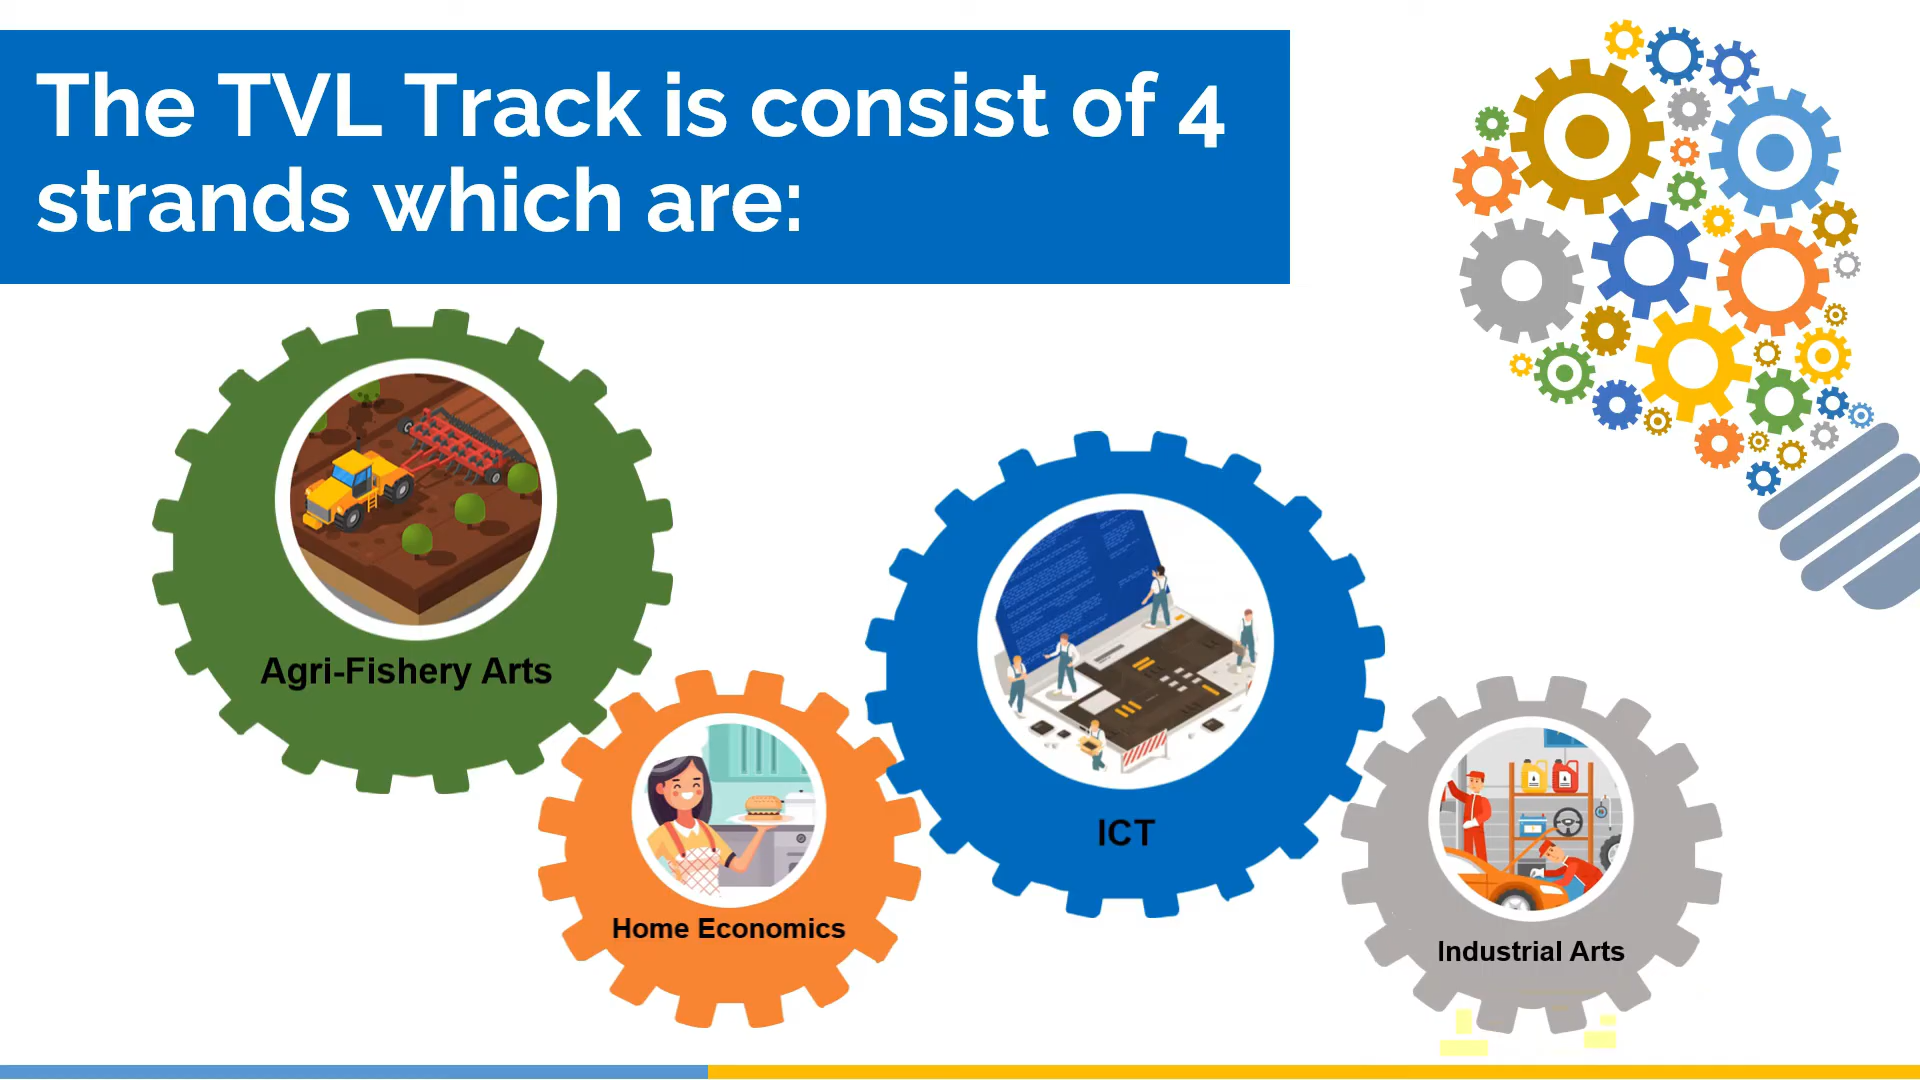 The TVL Track is consist of 4
strands which are:
Agri-Fishery Arts
Home Economics
ICT
Industrial Arts